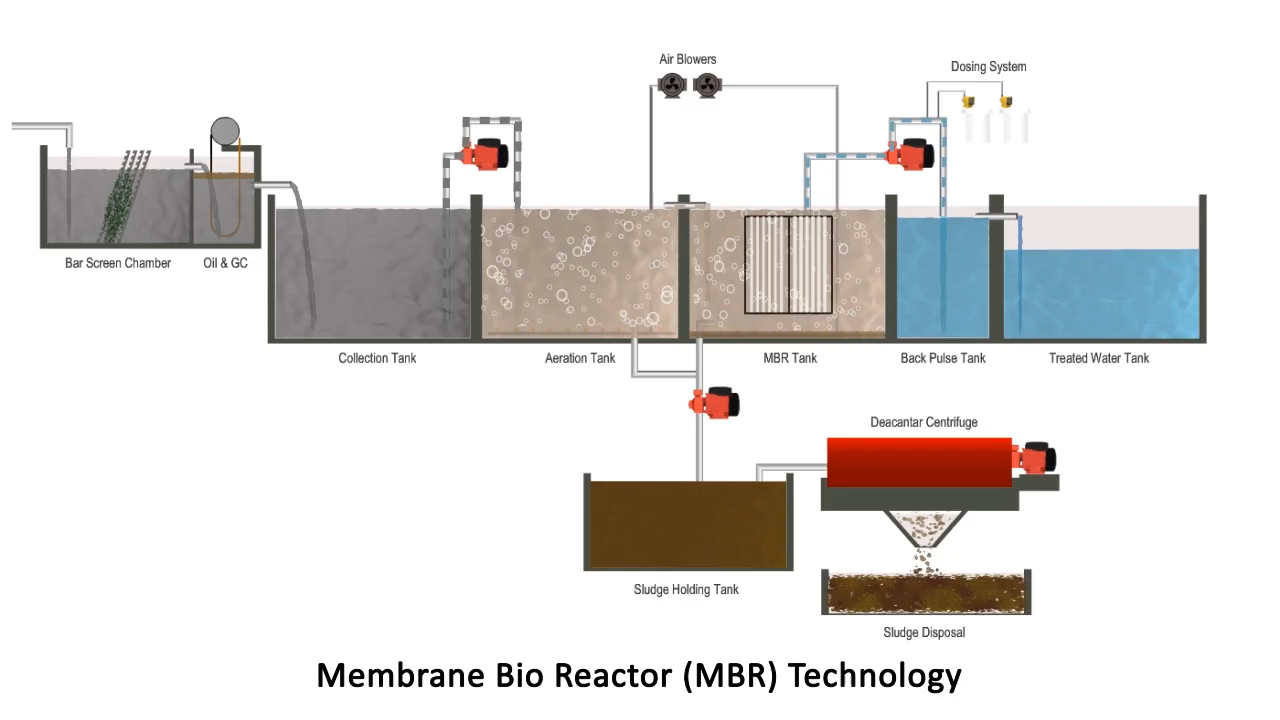 Air Blowers
Dosing System
Bar Screen Chamber
Oil & GC
Collection Tank
Aeration Tank
MBR Tank
Back Pulse Tank
Treated Water Tank
Deacantar Centrifuge
Sludge Holding Tank
Sludge Disposal
Membrane Bio Reactor (MBR) Technology